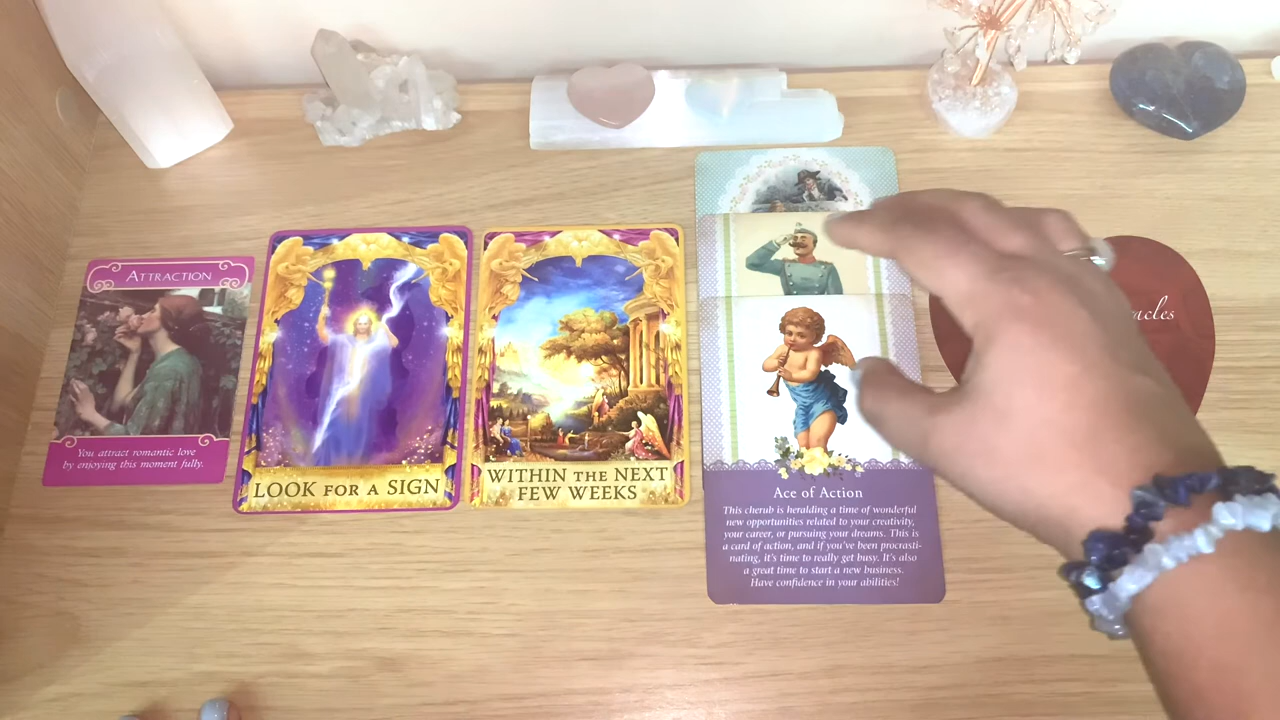 ATTRACTION
You attract romantic love
by enjoying this moment fully.
LOOK FOR A SIGN
WITHIN THE NEXT
FEW WEEKS
Ace of Action
This cherub is heralding a time of wonderful
new opportunities related to your creativity,
your career, or pursuing your dreams. This is
a card of action, and if you've been procrasti-
nating, it's time to really get busy. It's also
a great time to start a new business.
Have confidence in your abilities!